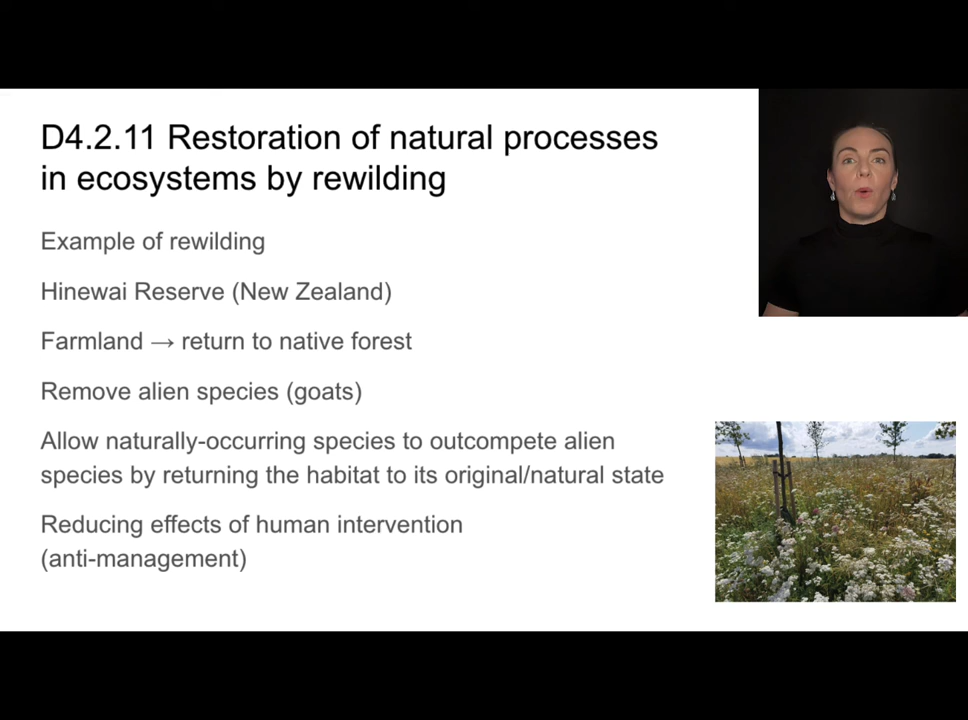 D4.2.11 Restoration of natural processes
in ecosystems by rewilding
Example of rewilding
Hinewai Reserve (New Zealand)
Farmland → return to native forest
Remove alien species (goats)
Allow naturally-occurring species to outcompete alien
species by returning the habitat to its original/natural state
Reducing effects of human intervention
(anti-management)